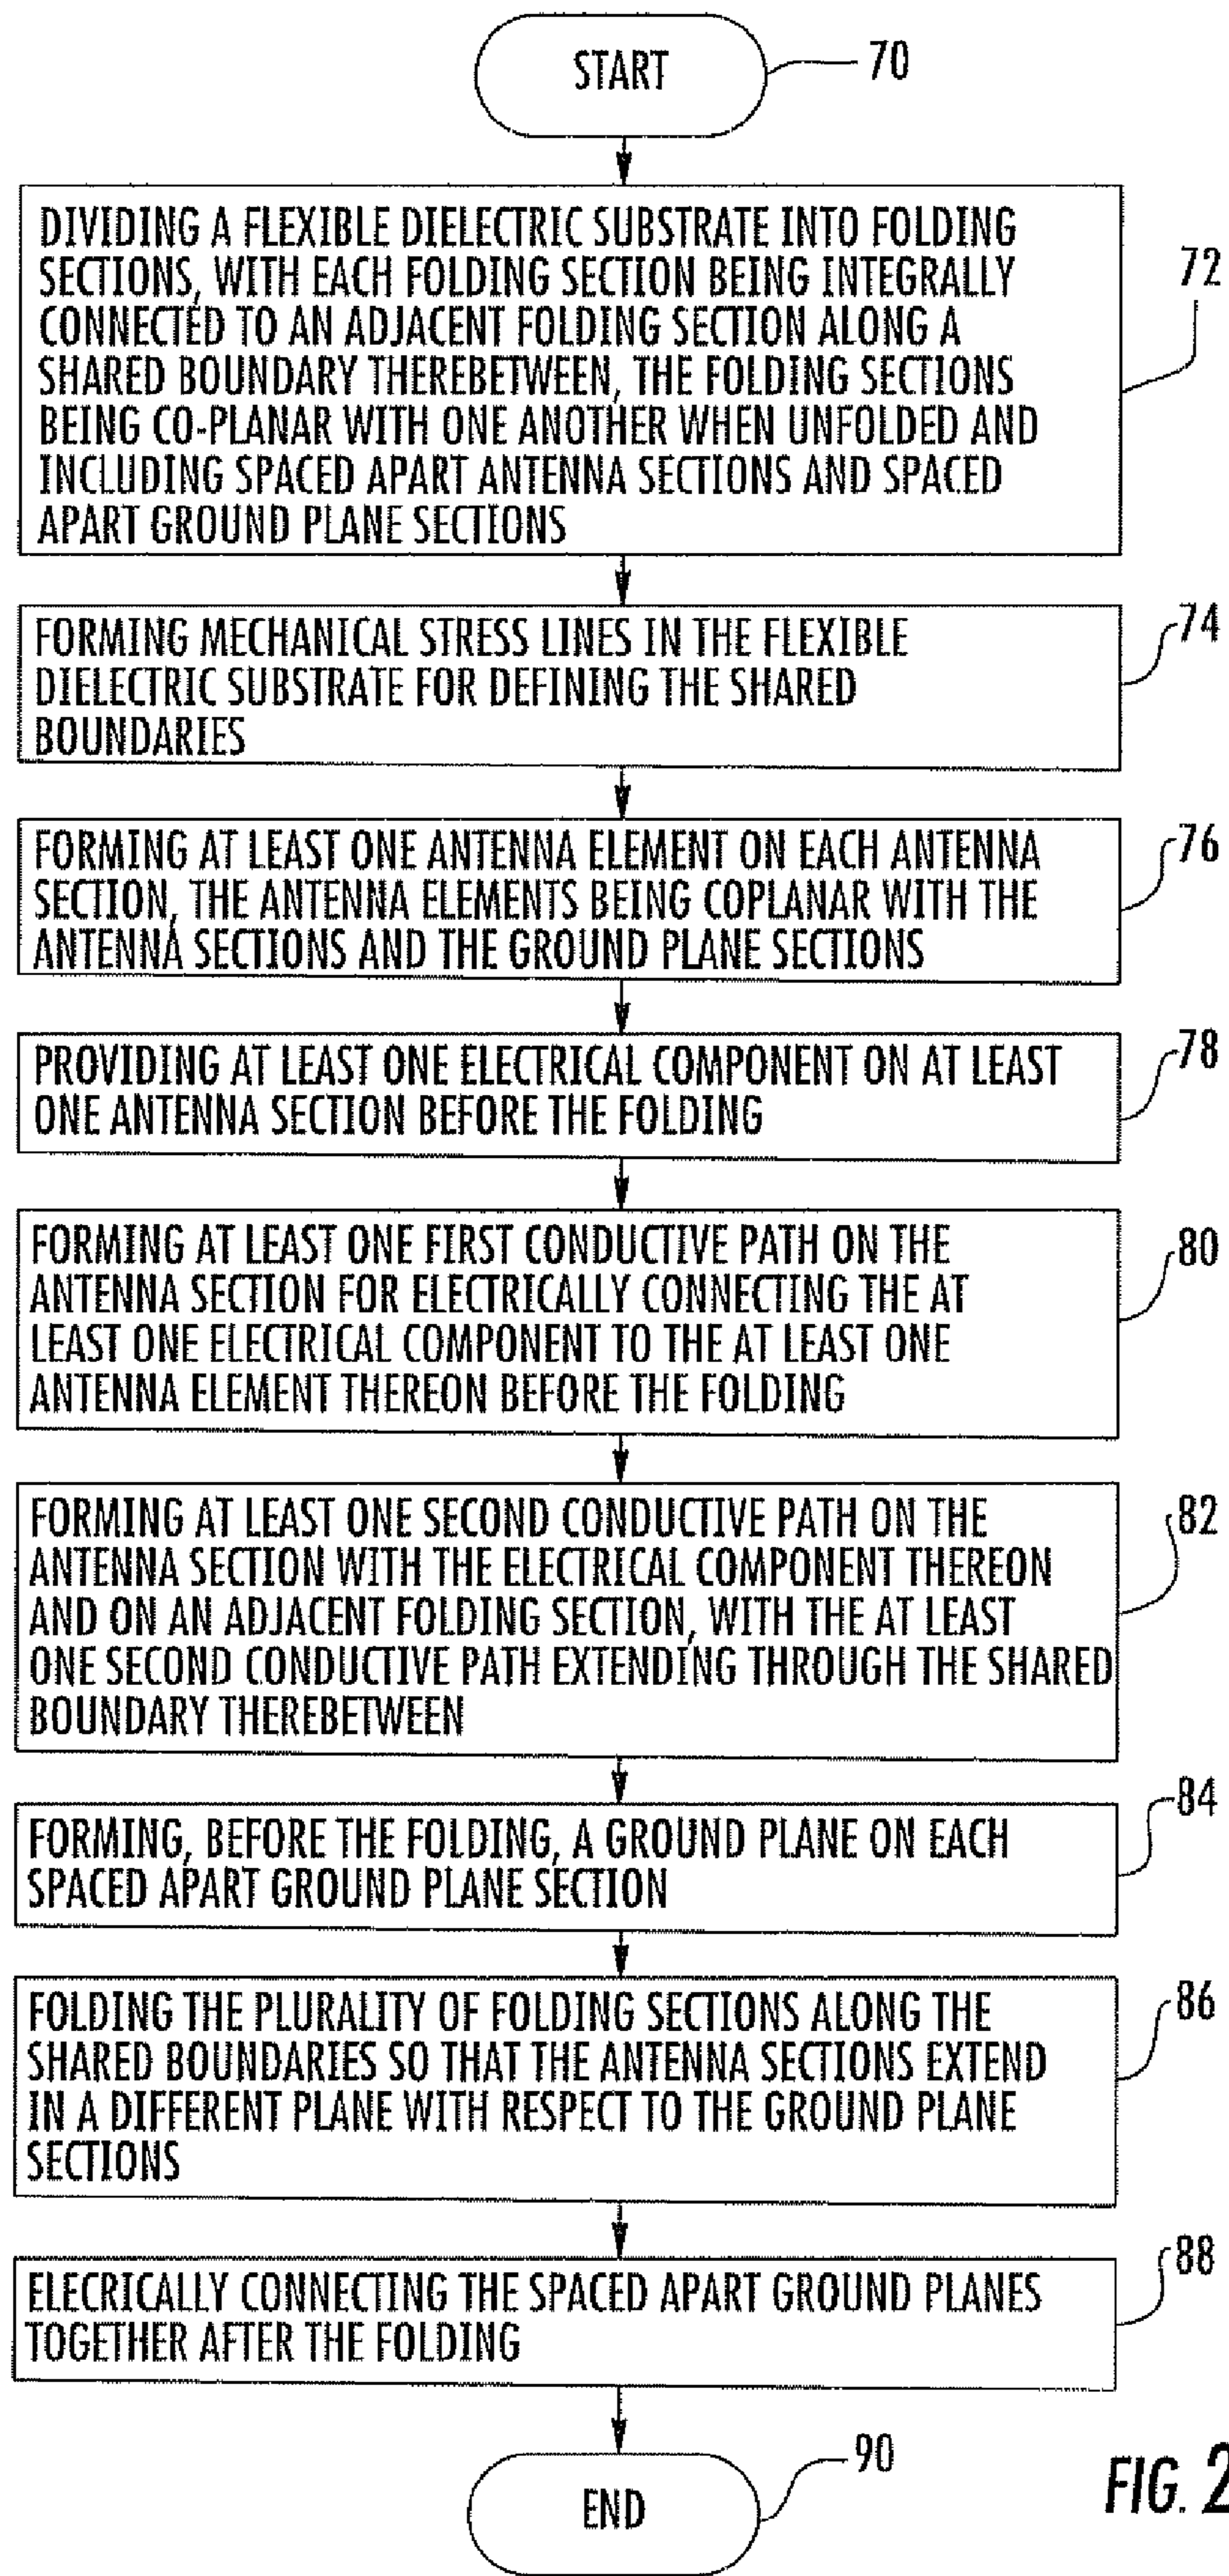 START
70
DIVIDING A FLEXIBLE DIELECTRIC SUBSTRATE INTO FOLDING
SECTIONS, WITH EACH FOLDING SECTION BEING INTEGRALLY
CONNECTED TO AN ADJACENT FOLDING SECTION ALONG A
SHARED BOUNDARY THEREBETWEEN, THE FOLDING SECTIONS
BEING CO-PLANAR WITH ONE ANOTHER WHEN UNFOLDED AND
INCLUDING SPACED APART ANTENNA SECTIONS AND SPACED
APART GROUND PLANE SECTIONS
72
FORMING MECHANICAL STRESS LINES IN THE FLEXIBLE
DIELECTRIC SUBSTRATE FOR DEFINING THE SHARED
BOUNDARIES
74
FORMING AT LEAST ONE ANTENNA ELEMENT ON EACH ANTENNA
SECTION, THE ANTENNA ELEMENTS BEING COPLANAR WITH THE
ANTENNA SECTIONS AND THE GROUND PLANE SECTIONS
76
PROVIDING AT LEAST ONE ELECTRICAL COMPONENT ON AT LEAST
ONE ANTENNA SECTION BEFORE THE FOLDING
78
FORMING AT LEAST ONE FIRST CONDUCTIVE PATH ON THE
ANTENNA SECTION FOR ELECTRICALLY CONNECTING THE AT
LEAST ONE ELECTRICAL COMPONENT TO THE AT LEAST ONE
ANTENNA ELEMENT THEREON BEFORE THE FOLDING
80
FORMING AT LEAST ONE SECOND CONDUCTIVE PATH ON THE
ANTENNA SECTION WITH THE ELECTRICAL COMPONENT THEREON
AND ON AN ADJACENT FOLDING SECTION, WITH THE AT LEAST
ONE SECOND CONDUCTIVE PATH EXTENDING THROUGH THE SHARED
BOUNDARY THEREBETWEEN
82
FORMING, BEFORE THE FOLDING, A GROUND PLANE ON EACH
SPACED APART GROUND PLANE SECTION
84
FOLDING THE PLURALITY OF FOLDING SECTIONS ALONG THE
SHARED BOUNDARIES SO THAT THE ANTENNA SECTIONS EXTEND
IN A DIFFERENT PLANE WITH RESPECT TO THE GROUND PLANE
SECTIONS
86
ELECRICALLY CONNECTING THE SPACED APART GROUND PLANES
TOGETHER AFTER THE FOLDING
88
END
90
FIG. 2